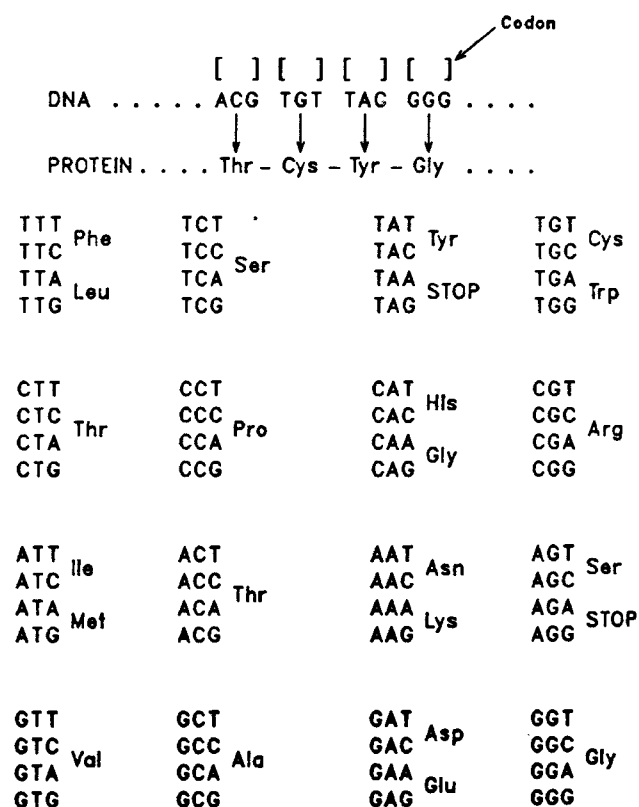 Codon
[ ] [ ] [ ] [ ]
DNA . . . . . ACG TGT TAC GGG . . . .
PROTEIN . . . . Thr – Cys – Tyr – Gly . . . .
TTT TCT TAT TGT
Phe Tyr Cys
TTC TCC TAC TGC
Ser
TTA TCA TAA TGA
Leu STOP Trp
TTG TCG TAG TGG
CTT CCT CAT CGT
His
CTC CCC CAC CGC
Thr Pro Arg
CTA CCA CAA CGA
Gly
CTG CCG CAG CGG
ATT ACT AAT AGT
Ile Asn Ser
ATC ACC AAC AGC
Thr
ATA ACA AAA AGA
Met Lys STOP
ATG ACG AAG AGG
GTT GCT GAT GGT
Asp
GTC GCC GAC GGC
Val Ala Gly
GTA GCA GAA GGA
Glu
GTG GCG GAG GGG